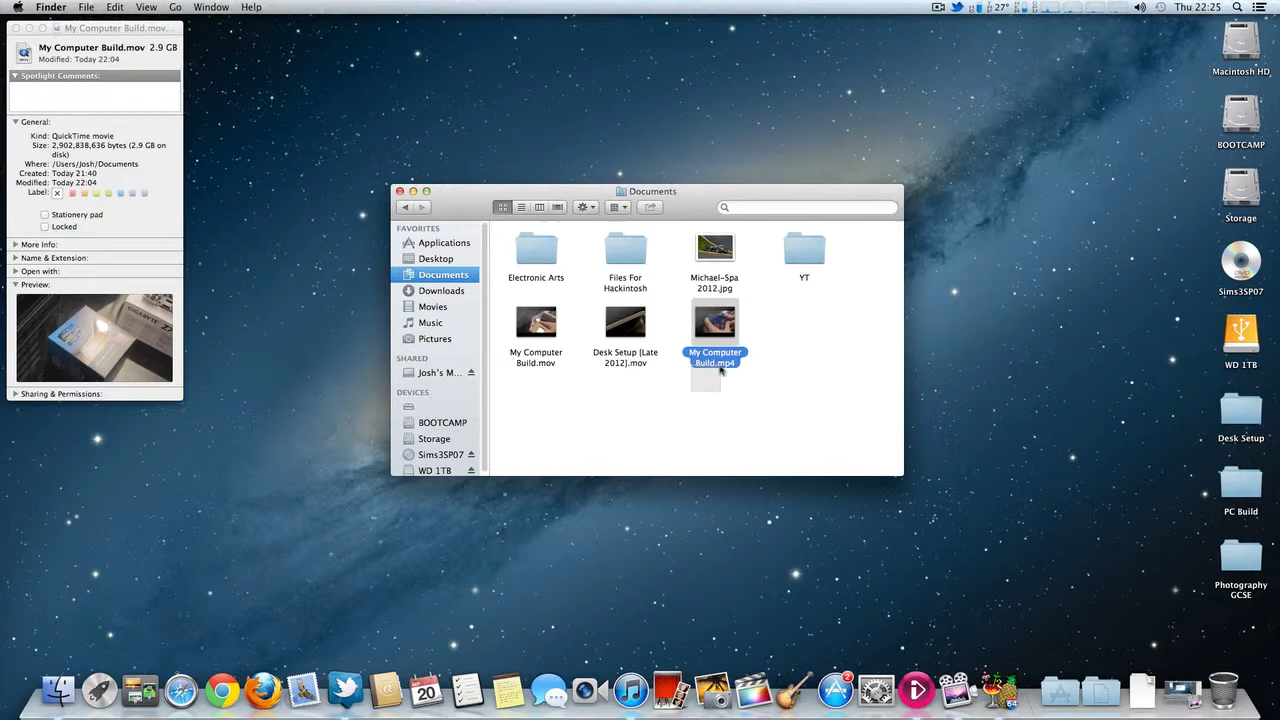 Finder File Edit View Go Window Help
27° Thu 22:25
My Computer Build.mov...
My Computer Build.mov 2.9 GB
Modified: Today 22:04
Spotlight Comments:
General:
Kind: QuickTime movie
Size: 2,902,838,636 bytes (2.9 GB on
disk)
Where: /Users/Josh/Documents
Created: Today 21:40
Modified: Today 22:04
Label:
Stationery pad
Locked
More Info:
Name & Extension:
Open with:
Preview:
GIGABYTE
Sharing & Permissions:
Documents
FAVORITES
Applications
Desktop
Documents
Downloads
Movies
Music
Pictures
SHARED
Josh's M...
DEVICES
BOOTCAMP
Storage
Sims3SP07
WD 1TB
Electronic Arts
Files For
Hackintosh
Michael-Spa
2012.jpg
YT
My Computer
Build.mov
Desk Setup [Late
2012].mov
My Computer
Build.mp4
Macintosh HD
BOOTCAMP
Storage
Sims3SP07
WD 1TB
Desk Setup
PC Build
Photography
GCSE
20
2
64